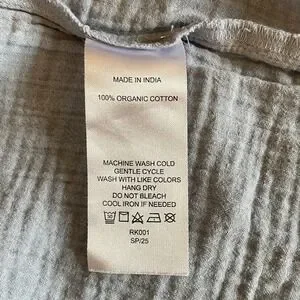 MADE IN INDIA
100% ORGANIC COTTON
MACHINE WASH COLD
GENTLE CYCLE
WASH WITH LIKE COLORS
HANG DRY
DO NOT BLEACH
COOL IRON IF NEEDED
RK001
SP/25